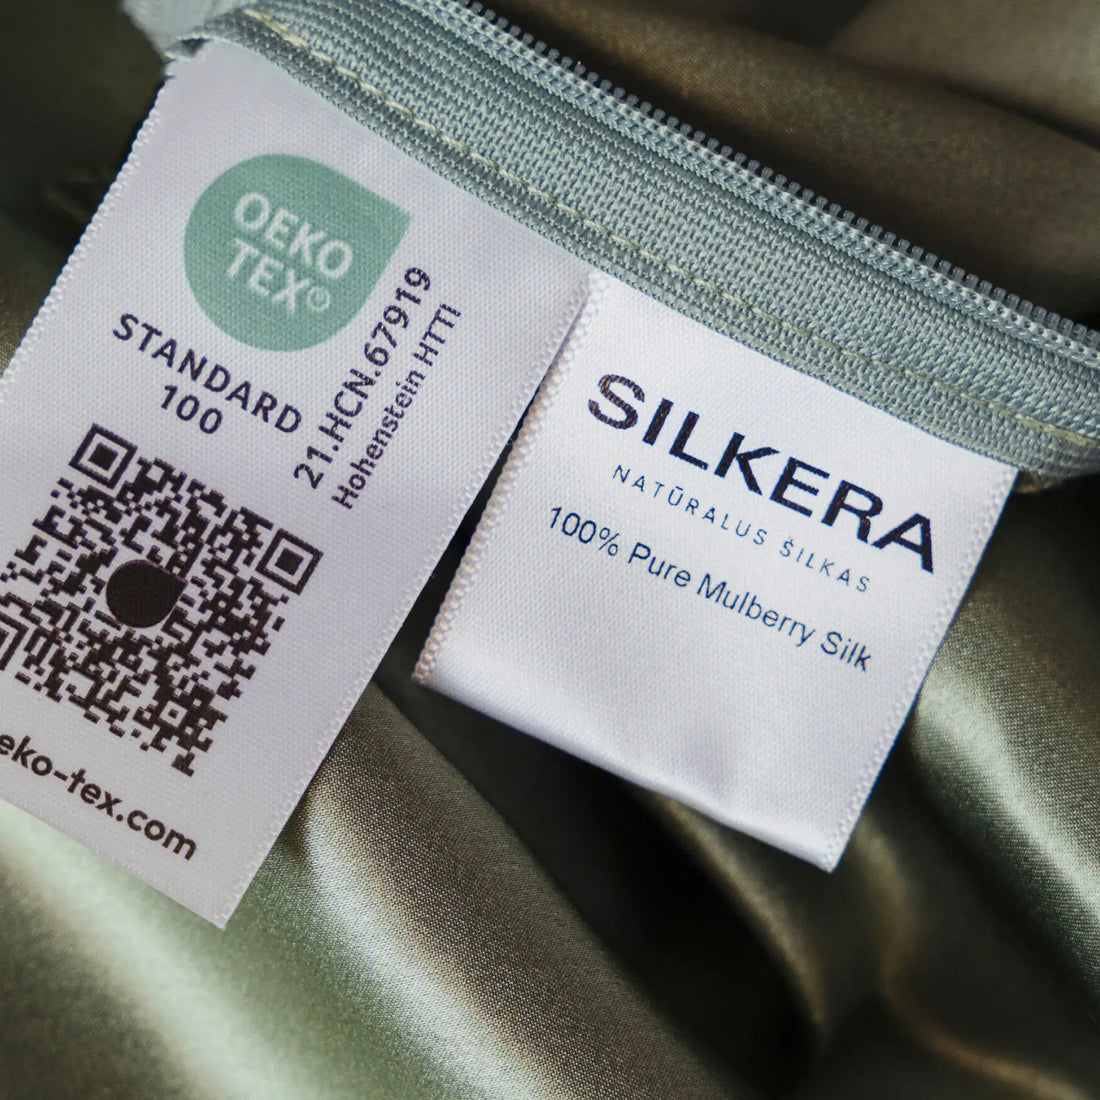 OEKO
TEX®
STANDARD
100
21.HCN.67919
Hohenstein HTTI
eko-tex.com
SILKERA
NATŪRALUS ŠILKAS
100% Pure Mulberry Silk